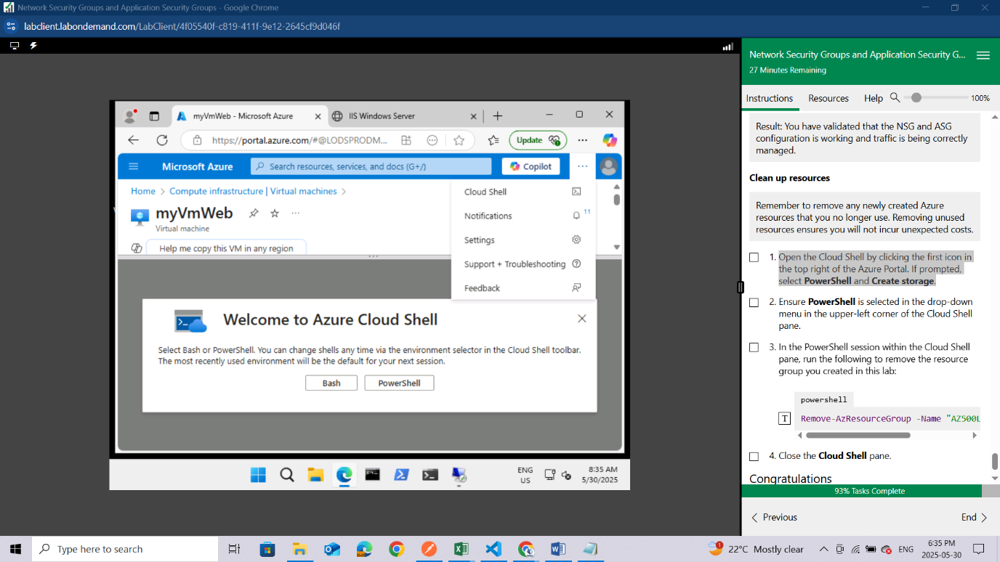 Network Security Groups and Application Security Groups - Google Chrome
labclient.labondemand.com/LabClient/4f05540f-c819-411f-9e12-2645cf9d046f
myVmWeb - Microsoft Azure
IIS Windows Server
https://portal.azure.com/#@LODSPRODM...
Update
Microsoft Azure
Search resources, services, and docs (G+/)
Copilot
Home > Compute infrastructure | Virtual machines >
myVmWeb
Virtual machine
Help me copy this VM in any region
Cloud Shell
Notifications
11
Settings
Support + Troubleshooting
Feedback
Welcome to Azure Cloud Shell
Select Bash or PowerShell. You can change shells any time via the environment selector in the Cloud Shell toolbar.
The most recently used environment will be the default for your next session.
Bash
PowerShell
ENG
US
8:35 AM
5/30/2025
Network Security Groups and Application Security G...
27 Minutes Remaining
Instructions
Resources
Help
100%
Result: You have validated that the NSG and ASG
configuration is working and traffic is being correctly
managed.
Clean up resources
Remember to remove any newly created Azure
resources that you no longer use. Removing unused
resources ensures you will not incur unexpected costs.
1. Open the Cloud Shell by clicking the first icon in
the top right of the Azure Portal. If prompted,
select PowerShell and Create storage.
2. Ensure PowerShell is selected in the drop-down
menu in the upper-left corner of the Cloud Shell
pane.
3. In the PowerShell session within the Cloud Shell
pane, run the following to remove the resource
group you created in this lab:
powershell
T
Remove-AzResourceGroup -Name "AZ500L
4. Close the Cloud Shell pane.
Congratulations
93% Tasks Complete
Previous
End
Type here to search
1
22°C Mostly clear
ENG
6:35 PM
2025-05-30